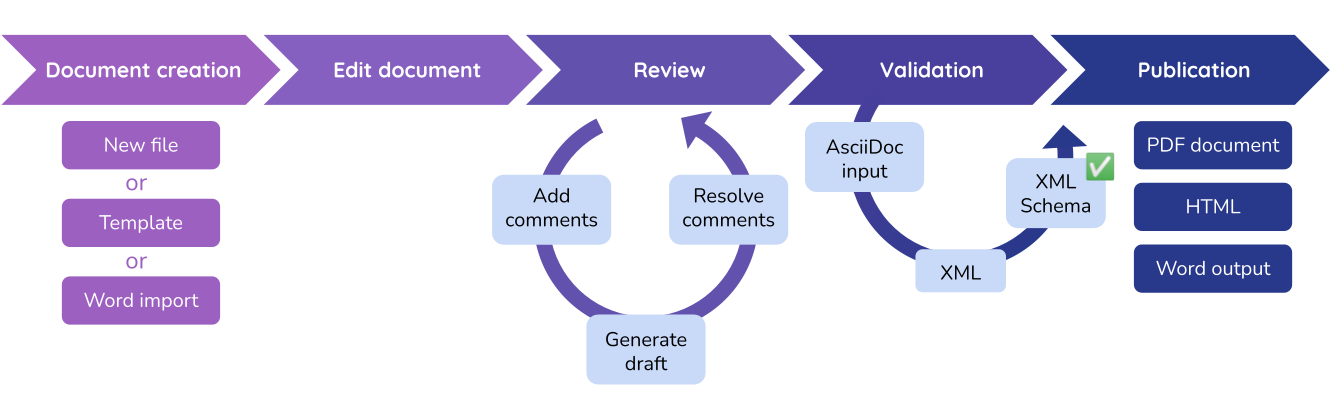 Document creation
Edit document
Review
Validation
Publication
New file
or
Template
or
Word import
Add
comments
Generate
draft
Resolve
comments
AsciiDoc
input
XML
XML
Schema
PDF document
HTML
Word output